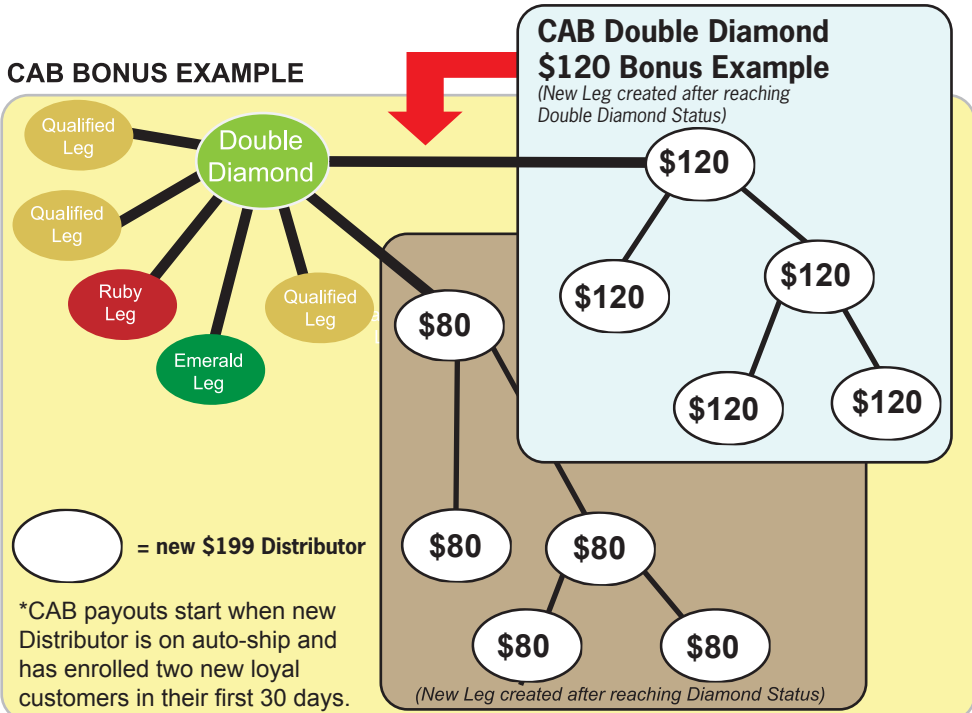 CAB BONUS EXAMPLE
CAB Double Diamond
$120 Bonus Example
(New Leg created after reaching
Double Diamond Status)
Qualified
Leg
Double
Diamond
$120
Qualified
Leg
Ruby
Leg
Qualified
Leg
Emerald
Leg
$80
$120
$120
$120
$120
= new $199 Distributor
$80
$80
*CAB payouts start when new
Distributor is on auto-ship and
has enrolled two new loyal
customers in their first 30 days.
$80
$80
(New Leg created after reaching Diamond Status)